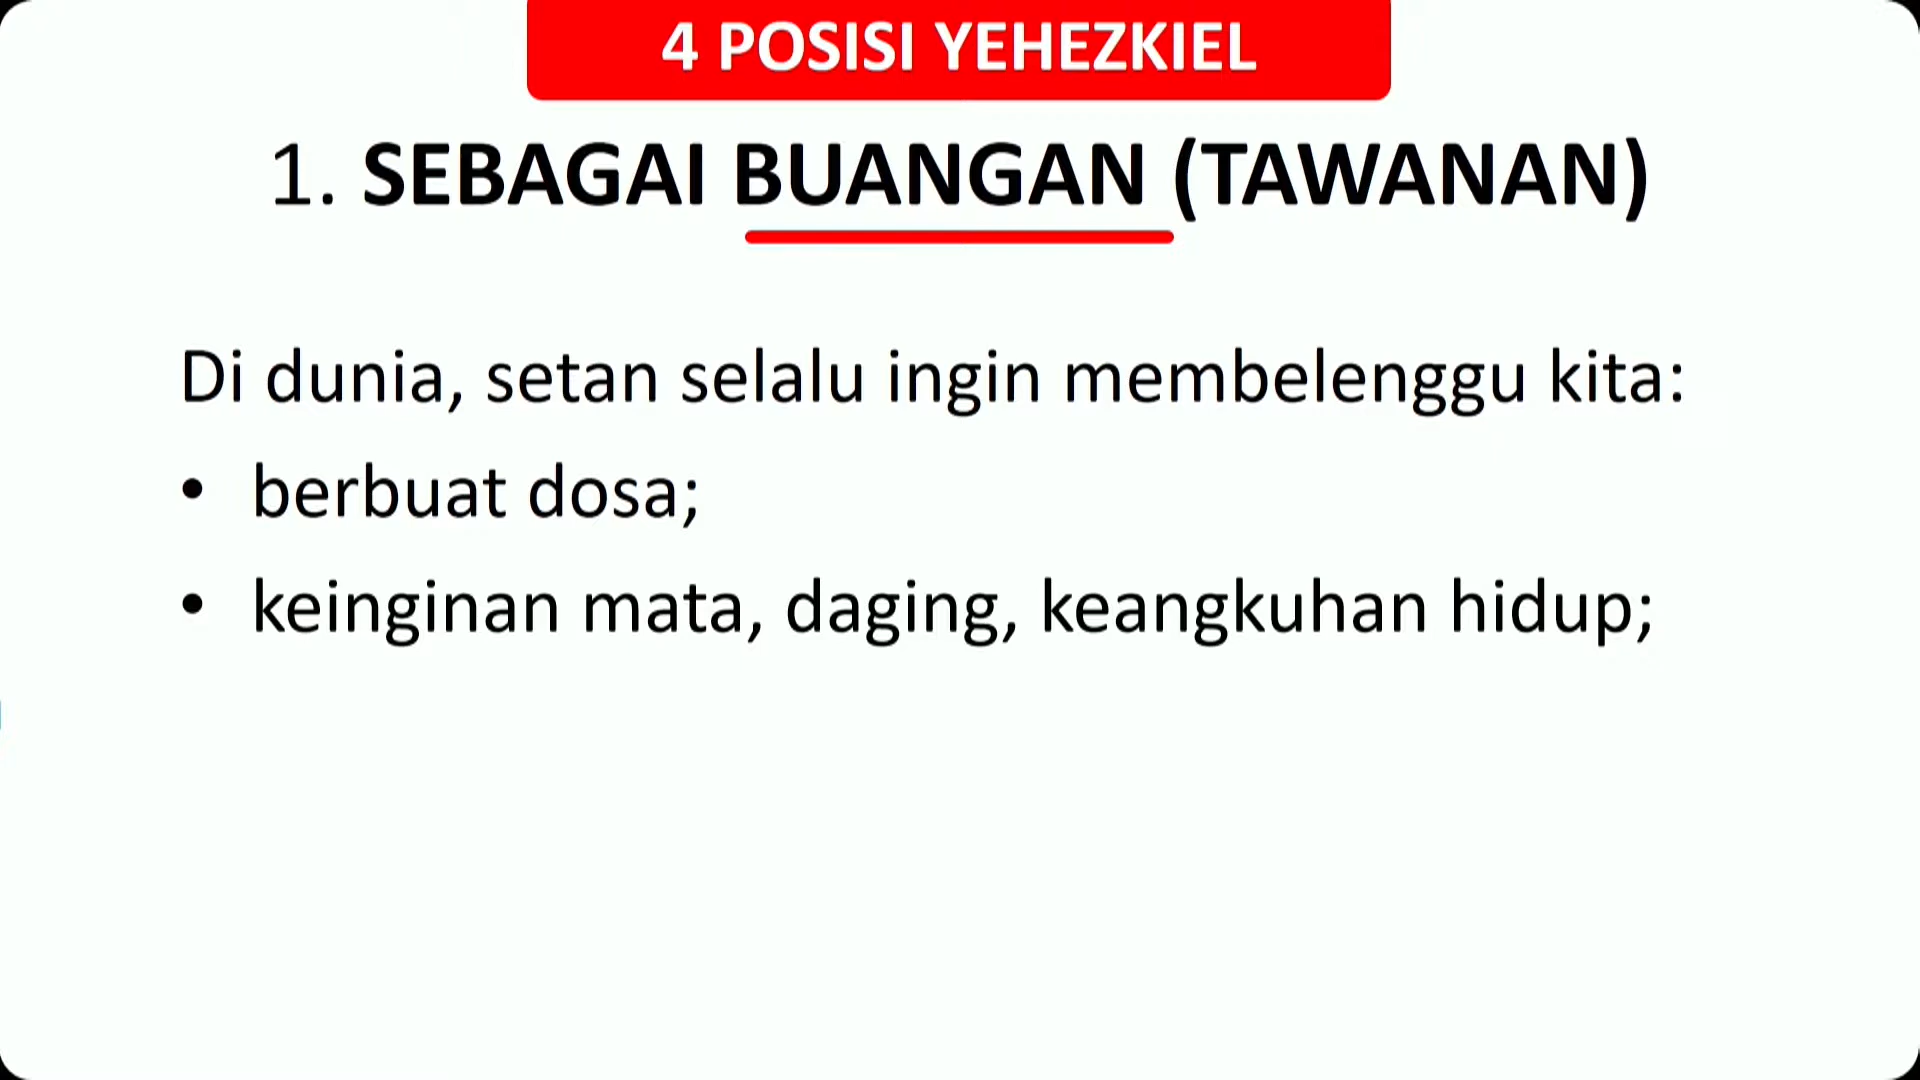 4 POSISI YEHEZKIEL
1. SEBAGAI BUANGAN (TAWANAN)
Di dunia, setan selalu ingin membelenggu kita:
• berbuat dosa;
• keinginan mata, daging, keangkuhan hidup;